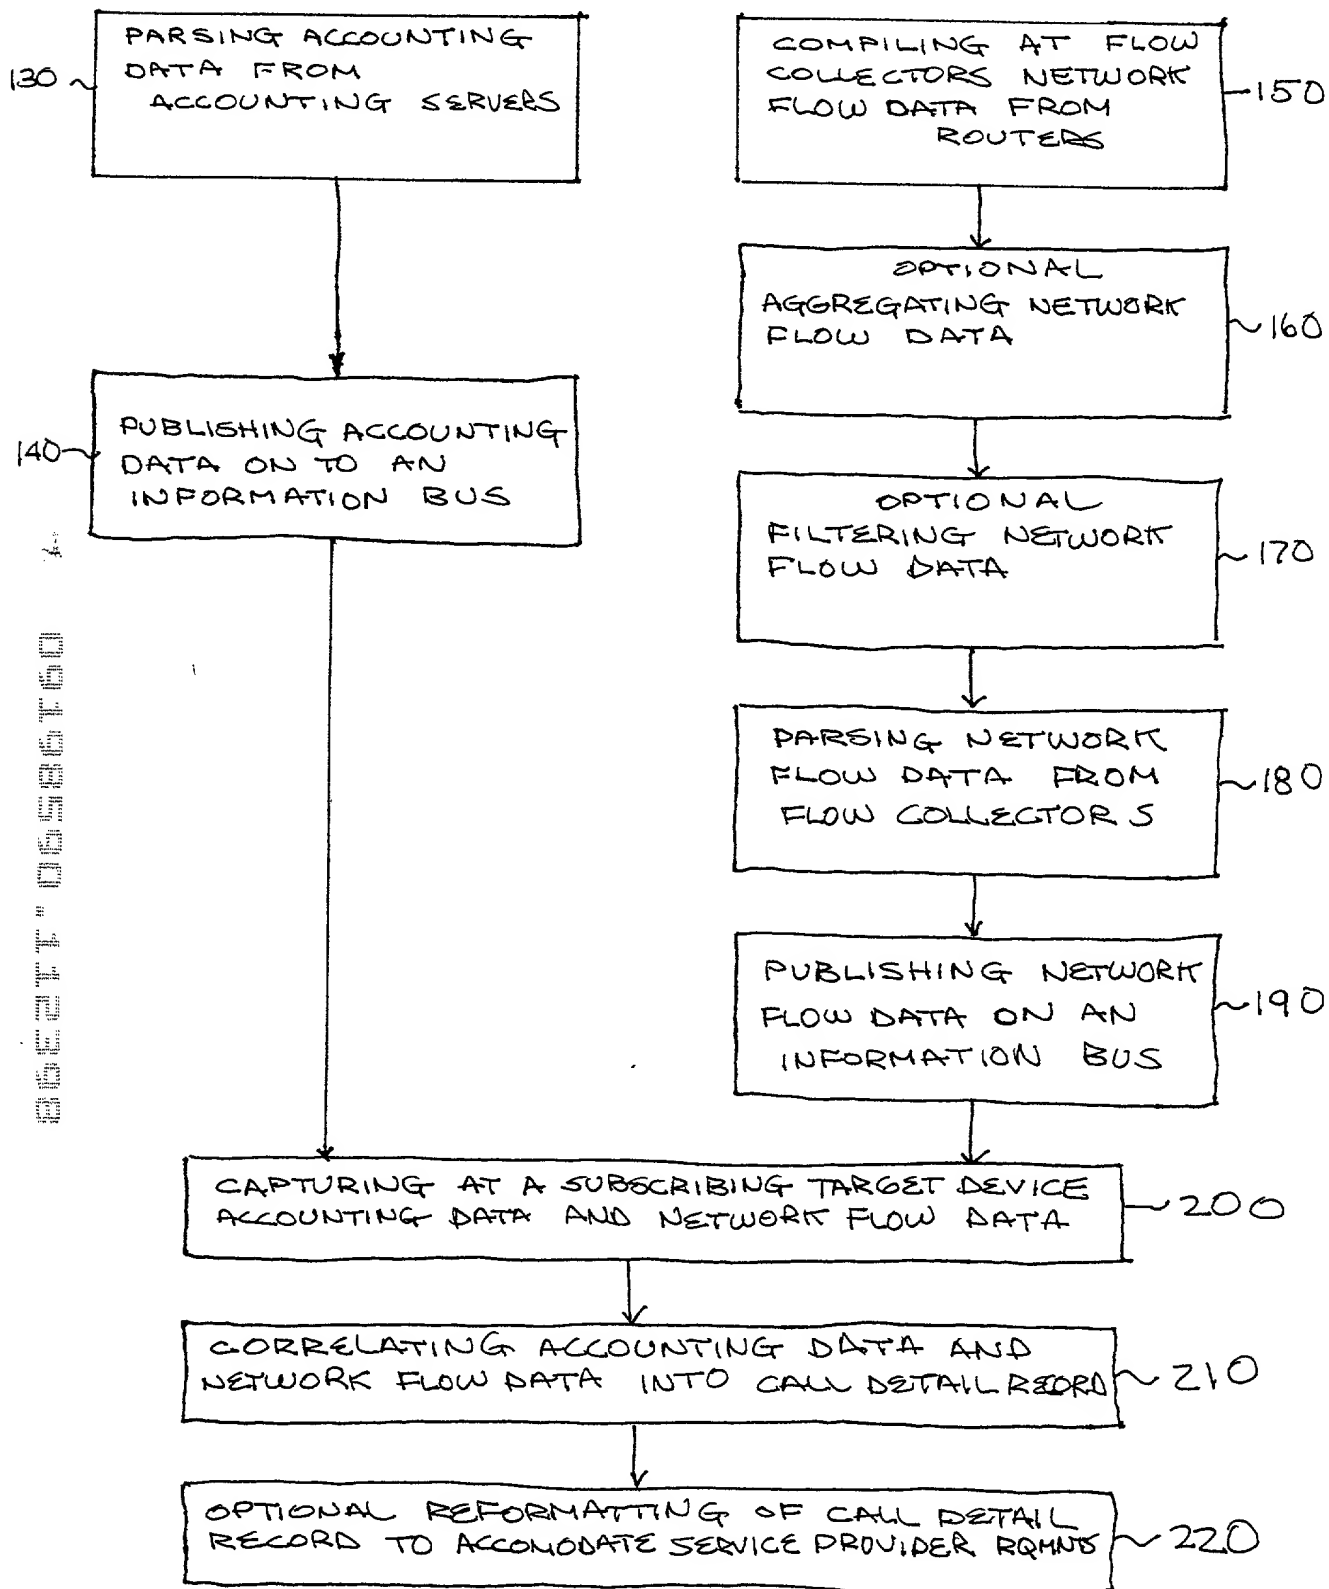 PARSING ACCOUNTING
DATA FROM
ACCOUNTING SERVERS
130
PUBLISHING ACCOUNTING
DATA ON TO AN
INFORMATION BUS
140
COMPILING AT FLOW
COLLECTORS NETWORK
FLOW DATA FROM
ROUTERS
150
OPTIONAL
AGGREGATING NETWORK
FLOW DATA
160
OPTIONAL
FILTERING NETWORK
FLOW DATA
170
PARSING NETWORK
FLOW DATA FROM
FLOW COLLECTORS
180
PUBLISHING NETWORK
FLOW DATA ON AN
INFORMATION BUS
190
CAPTURING AT A SUBSCRIBING TARGET DEVICE
ACCOUNTING DATA AND NETWORK FLOW DATA
200
CORRELATING ACCOUNTING DATA AND
NETWORK FLOW DATA INTO CALL DETAIL RECORD
210
OPTIONAL REFORMATTING OF CALL DETAIL
RECORD TO ACCOMODATE SERVICE PROVIDER RQMNTS
220